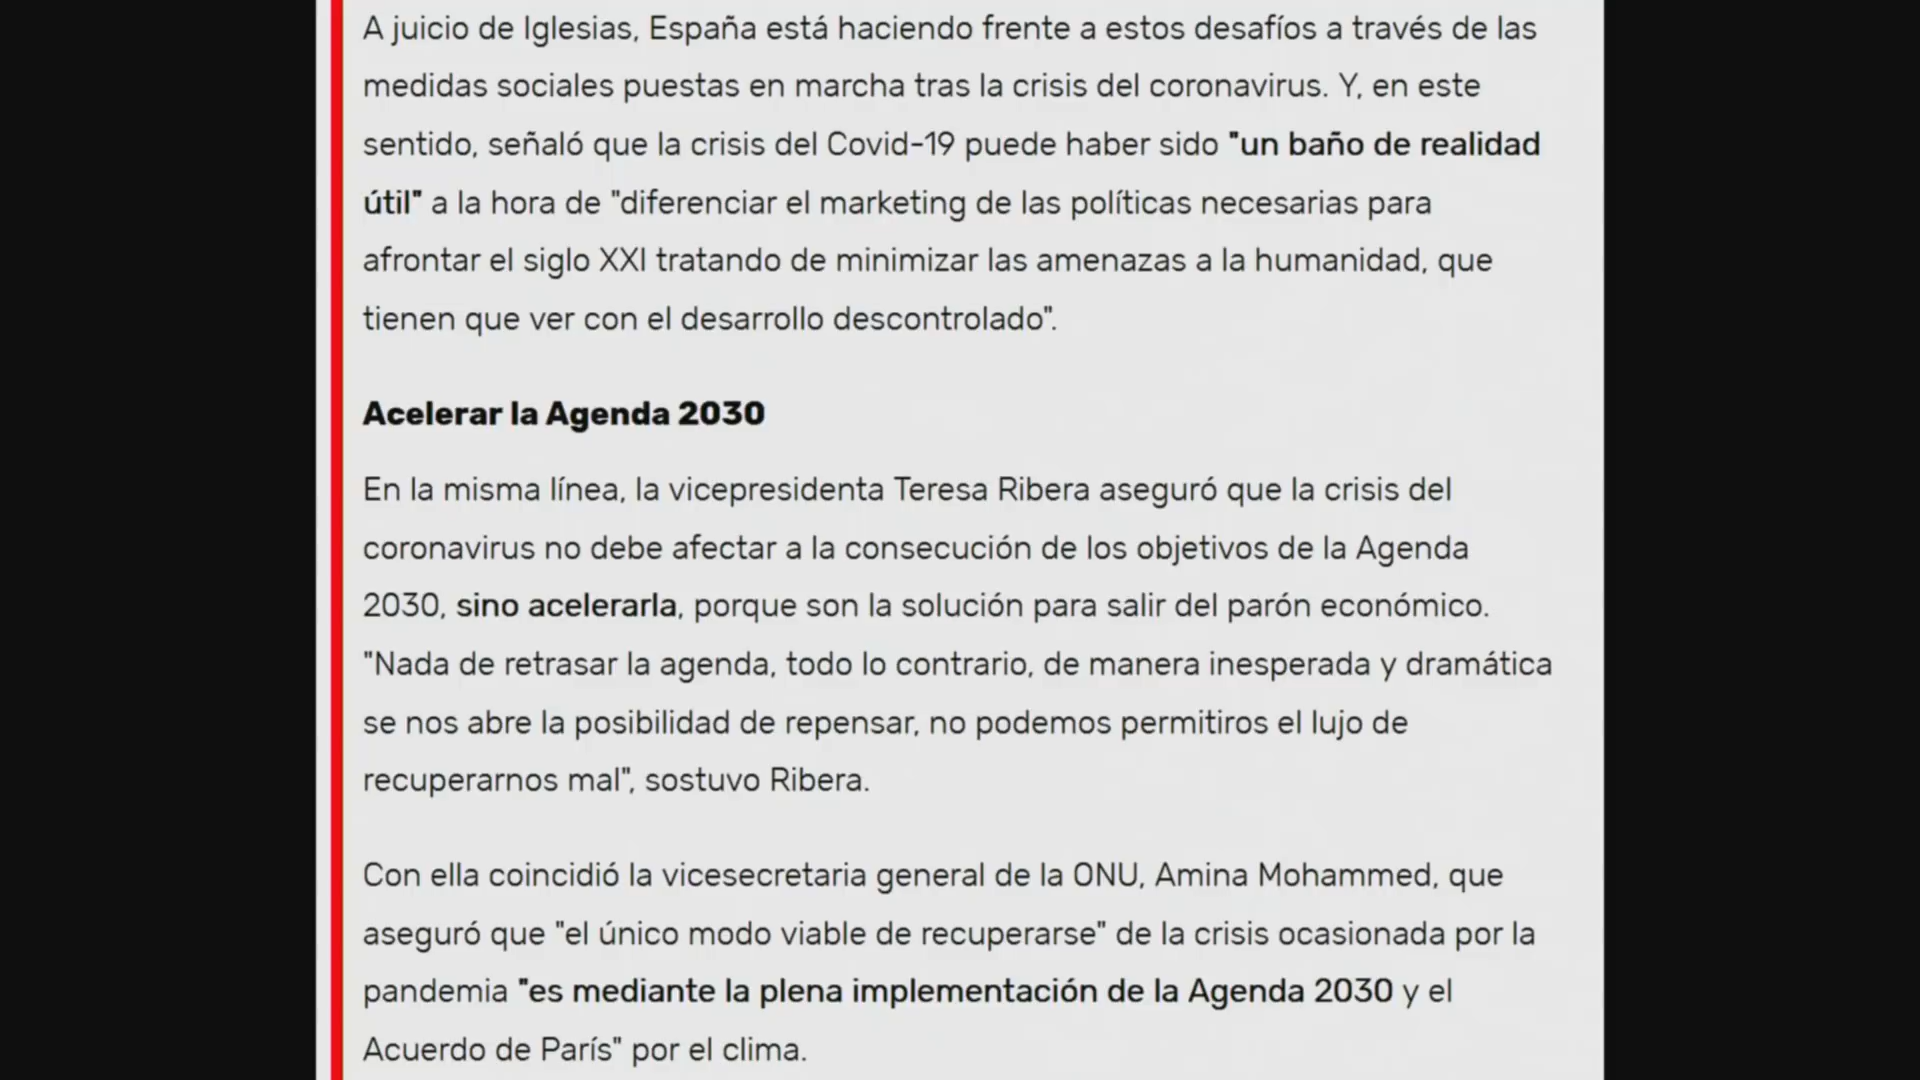 A juicio de Iglesias, España está haciendo frente a estos desafíos a través de las
medidas sociales puestas en marcha tras la crisis del coronavirus. Y, en este
sentido, señaló que la crisis del Covid-19 puede haber sido "un baño de realidad
útil" a la hora de "diferenciar el marketing de las políticas necesarias para
afrontar el siglo XXI tratando de minimizar las amenazas a la humanidad, que
tienen que ver con el desarrollo descontrolado".
Acelerar la Agenda 2030
En la misma línea, la vicepresidenta Teresa Ribera aseguró que la crisis del
coronavirus no debe afectar a la consecución de los objetivos de la Agenda
2030, sino acelerarla, porque son la solución para salir del parón económico.
"Nada de retrasar la agenda, todo lo contrario, de manera inesperada y dramática
se nos abre la posibilidad de repensar, no podemos permitiros el lujo de
recuperarnos mal", sostuvo Ribera.
Con ella coincidió la vicesecretaria general de la ONU, Amina Mohammed, que
aseguró que "el único modo viable de recuperarse" de la crisis ocasionada por la
pandemia "es mediante la plena implementación de la Agenda 2030 y el
Acuerdo de París" por el clima.